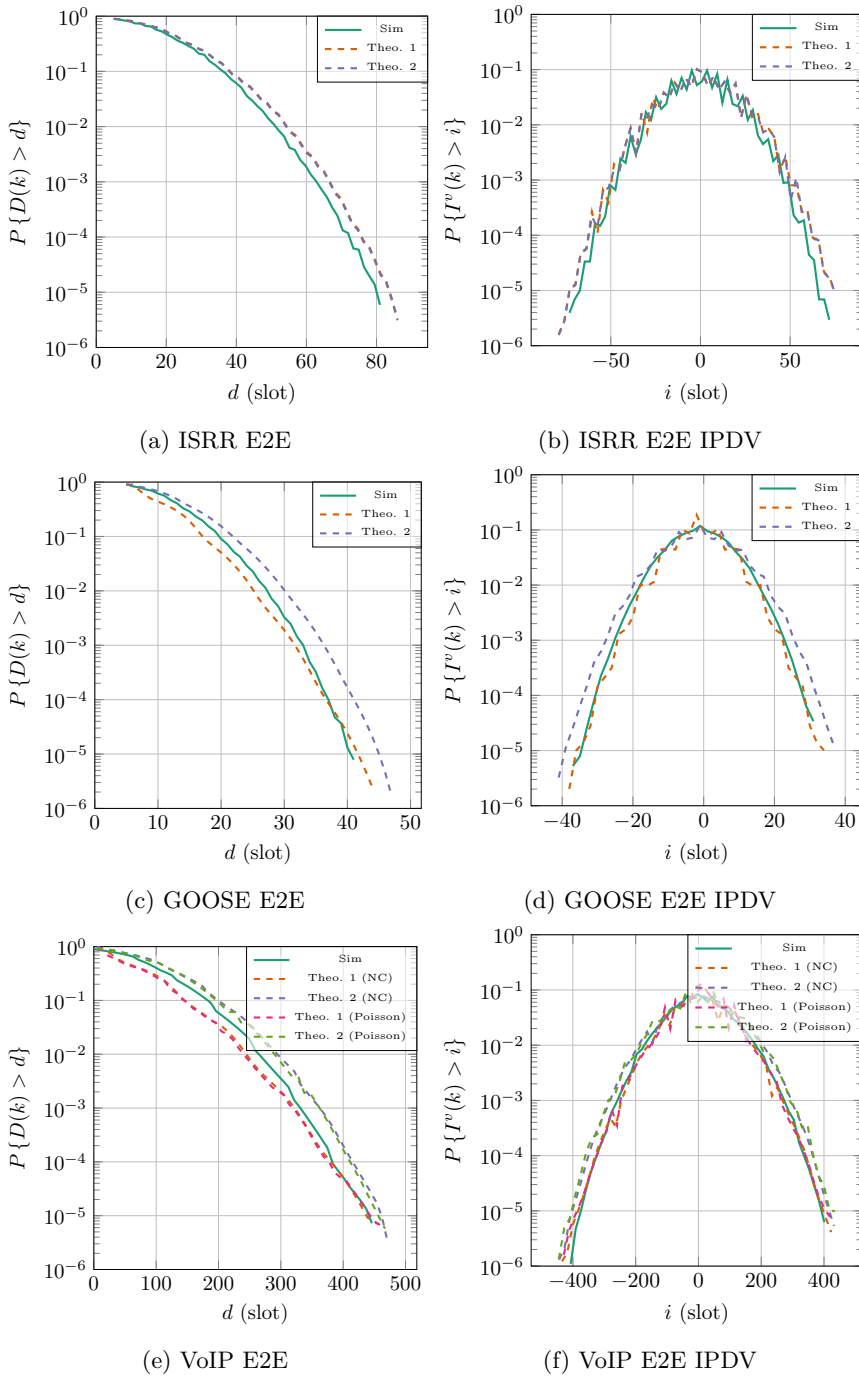 10^0
10^−1
10^−2
10^−3
10^−4
10^−5
10^−6
P {D(k) > d}
Sim
Theo. 1
Theo. 2
0 20 40 60 80
d (slot)
(a) ISRR E2E
10^0
10^−1
10^−2
10^−3
10^−4
10^−5
10^−6
P {I^v(k) > i}
Sim
Theo. 1
Theo. 2
−50 0 50
i (slot)
(b) ISRR E2E IPDV
10^0
10^−1
10^−2
10^−3
10^−4
10^−5
10^−6
P {D(k) > d}
Sim
Theo. 1
Theo. 2
0 10 20 30 40 50
d (slot)
(c) GOOSE E2E
10^0
10^−1
10^−2
10^−3
10^−4
10^−5
10^−6
P {I^v(k) > i}
Sim
Theo. 1
Theo. 2
−40 −20 0 20 40
i (slot)
(d) GOOSE E2E IPDV
10^0
10^−1
10^−2
10^−3
10^−4
10^−5
10^−6
P {D(k) > d}
Sim
Theo. 1 (NC)
Theo. 2 (NC)
Theo. 1 (Poisson)
Theo. 2 (Poisson)
0 100 200 300 400 500
d (slot)
(e) VoIP E2E
10^0
10^−1
10^−2
10^−3
10^−4
10^−5
10^−6
P {I^v(k) > i}
Sim
Theo. 1 (NC)
Theo. 2 (NC)
Theo. 1 (Poisson)
Theo. 2 (Poisson)
−400 −200 0 200 400
i (slot)
(f) VoIP E2E IPDV